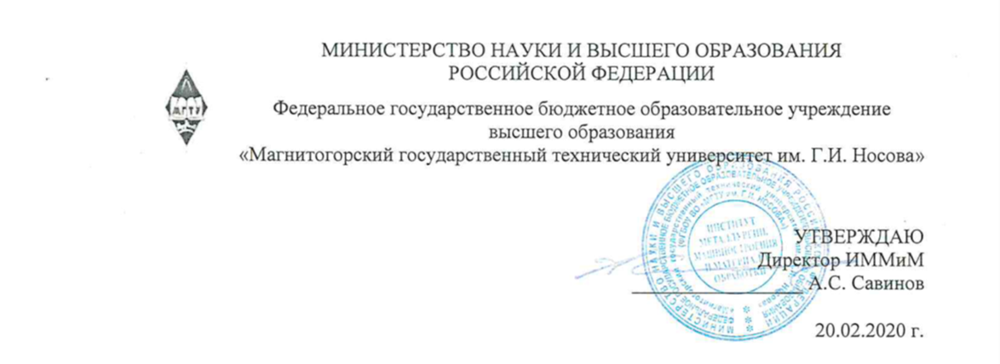 МИНИСТЕРСТВО НАУКИ И ВЫСШЕГО ОБРАЗОВАНИЯ
РОССИЙСКОЙ ФЕДЕРАЦИИ
МГТУ
Федеральное государственное бюджетное образовательное учреждение
высшего образования
«Магнитогорский государственный технический университет им. Г.И. Носова»
УТВЕРЖДАЮ
Директор ИММиМ
А.С. Савинов
20.02.2020 г.
МИНИСТЕРСТВО НАУКИ И ВЫСШЕГО ОБРАЗОВАНИЯ РОССИЙСКОЙ ФЕДЕРАЦИИ
ИНСТИТУТ
МЕТАЛЛУРГИИ,
МАШИНОСТРОЕНИЯ
И МАТЕРИАЛО
ОБРАБОТКИ